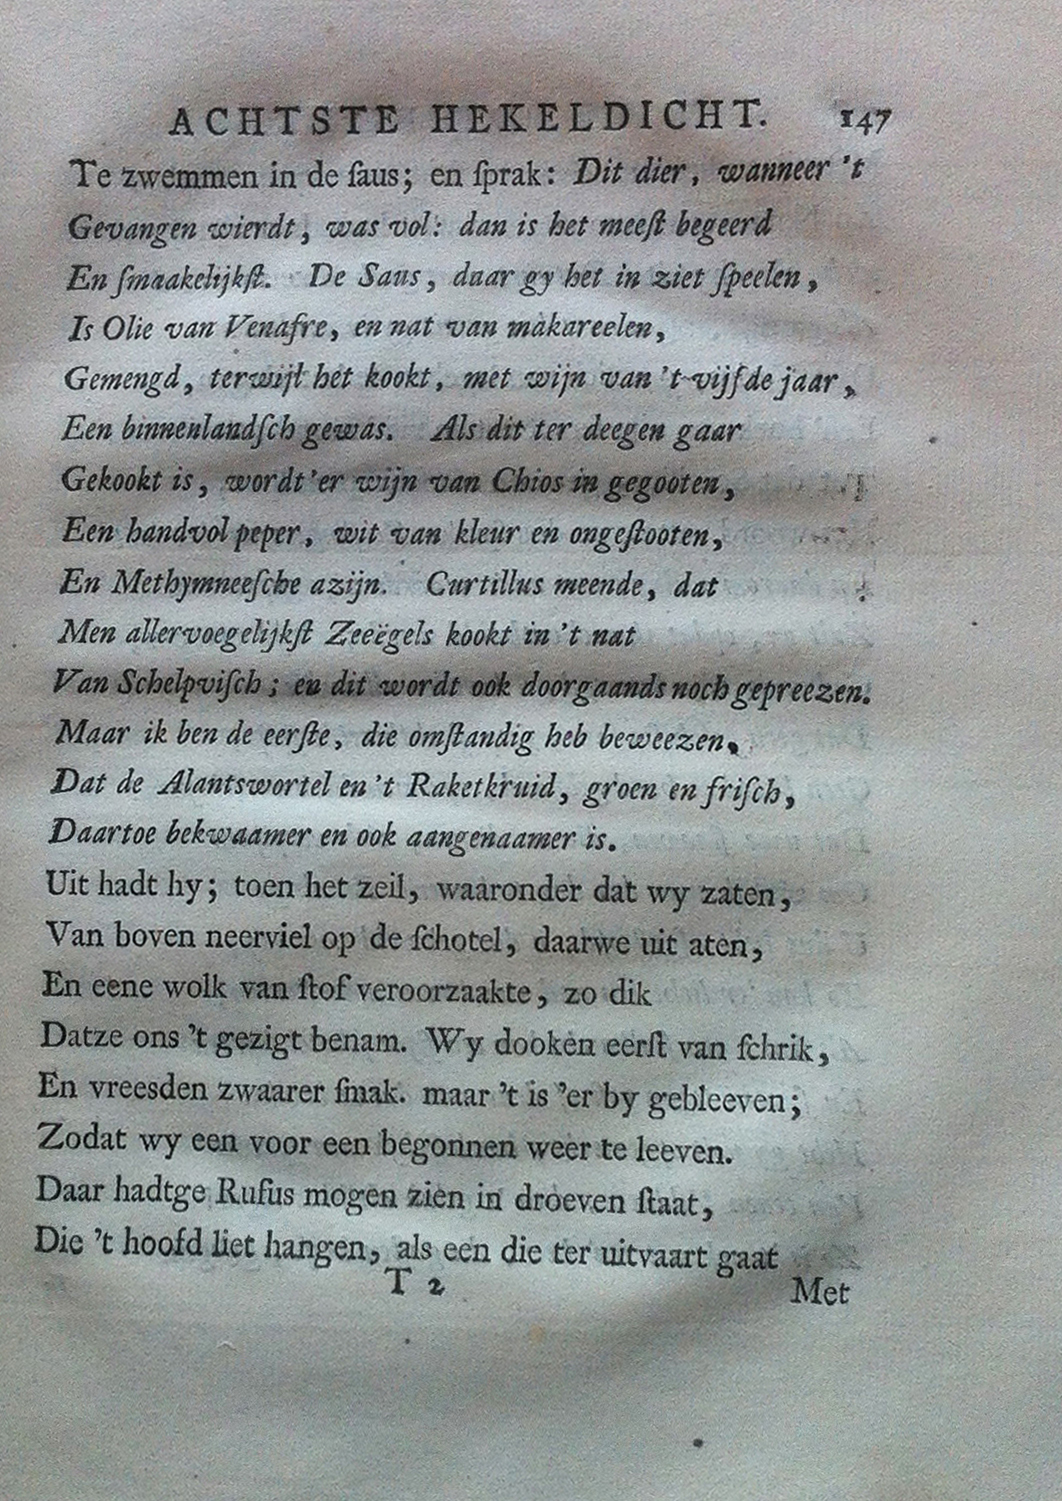 ACHTSTE HEKELDICHT. 147
Te zwemmen in de ſaus; en ſprak: Dit dier, wanneer 't
Gevangen wierdt, was vol: dan is het meeſt begeerd
En ſmaakelijkſt. De Saus, daar gy het in ziet ſpeelen,
Is Olie van Venafre, en nat van makareelen,
Gemengd, terwijl het kookt, met wijn van 't vijfde jaar,
Een binnenlandſch gewas. Als dit ter deegen gaar
Gekookt is, wordt 'er wijn van Chios in gegooten,
Een handvol peper, wit van kleur en ongeſtooten,
En Methymneeſche azijn. Curtillus meende, dat
Men allervoegelijkſt Zeeëgels kookt in 't nat
Van Schelpviſch; en dit wordt ook doorgaands noch gepreezen.
Maar ik ben de eerſte, die omſtandig heb beweezen,
Dat de Alantswortel en 't Raketkruid, groen en friſch,
Daartoe bekwaamer en ook aangenaamer is.
Uit hadt hy; toen het zeil, waaronder dat wy zaten,
Van boven neerviel op de ſchotel, daarwe uit aten,
En eene wolk van ſtof veroorzaakte, zo dik
Datze ons 't gezigt benam. Wy dooken eerſt van ſchrik,
En vreesden zwaarer ſmak. maar 't is 'er by gebleeven;
Zodat wy een voor een begonnen weer te leeven.
Daar hadtge Rufus mogen zien in droeven ſtaat,
Die 't hoofd liet hangen, als een die ter uitvaart gaat
T 2
Met